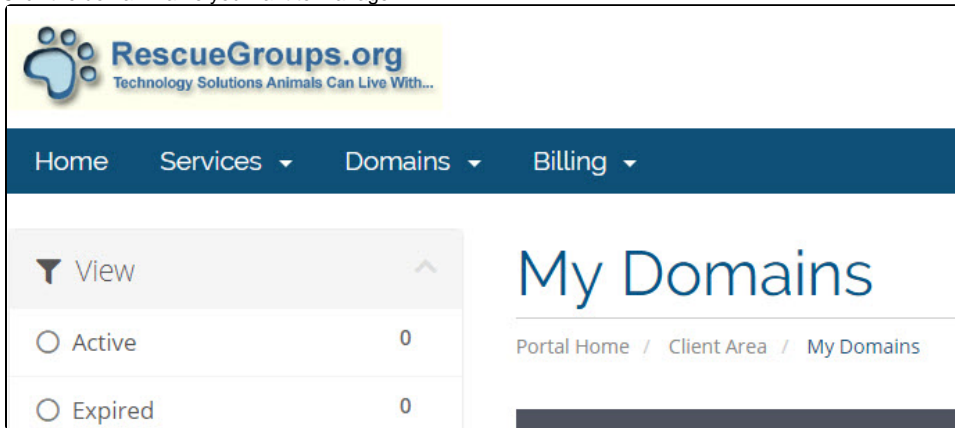 RescueGroups.org
Technology Solutions Animals Can Live With...
Home Services Domains Billing
View
Active 0
Expired 0
My Domains
Portal Home / Client Area / My Domains